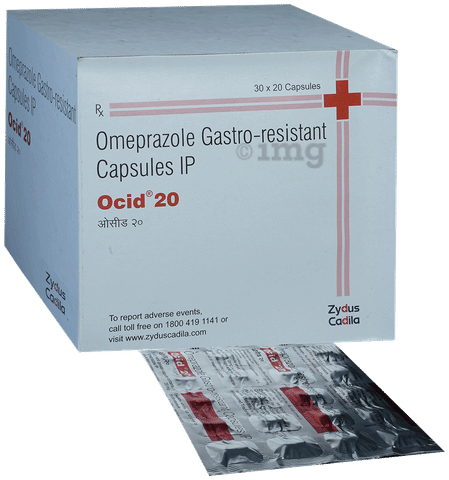 Omeprazole Gastro-resistant
Capsules IP
Ocid® 20
Zydus
Cadila
30 x 20 Capsules
Rx
Omeprazole Gastro-resistant
Capsules IP
©1mg
Ocid® 20
ओसीड २०
To report adverse events,
call toll free on 1800 419 1141 or
visit www.zyduscadila.com
Zydus
Cadila